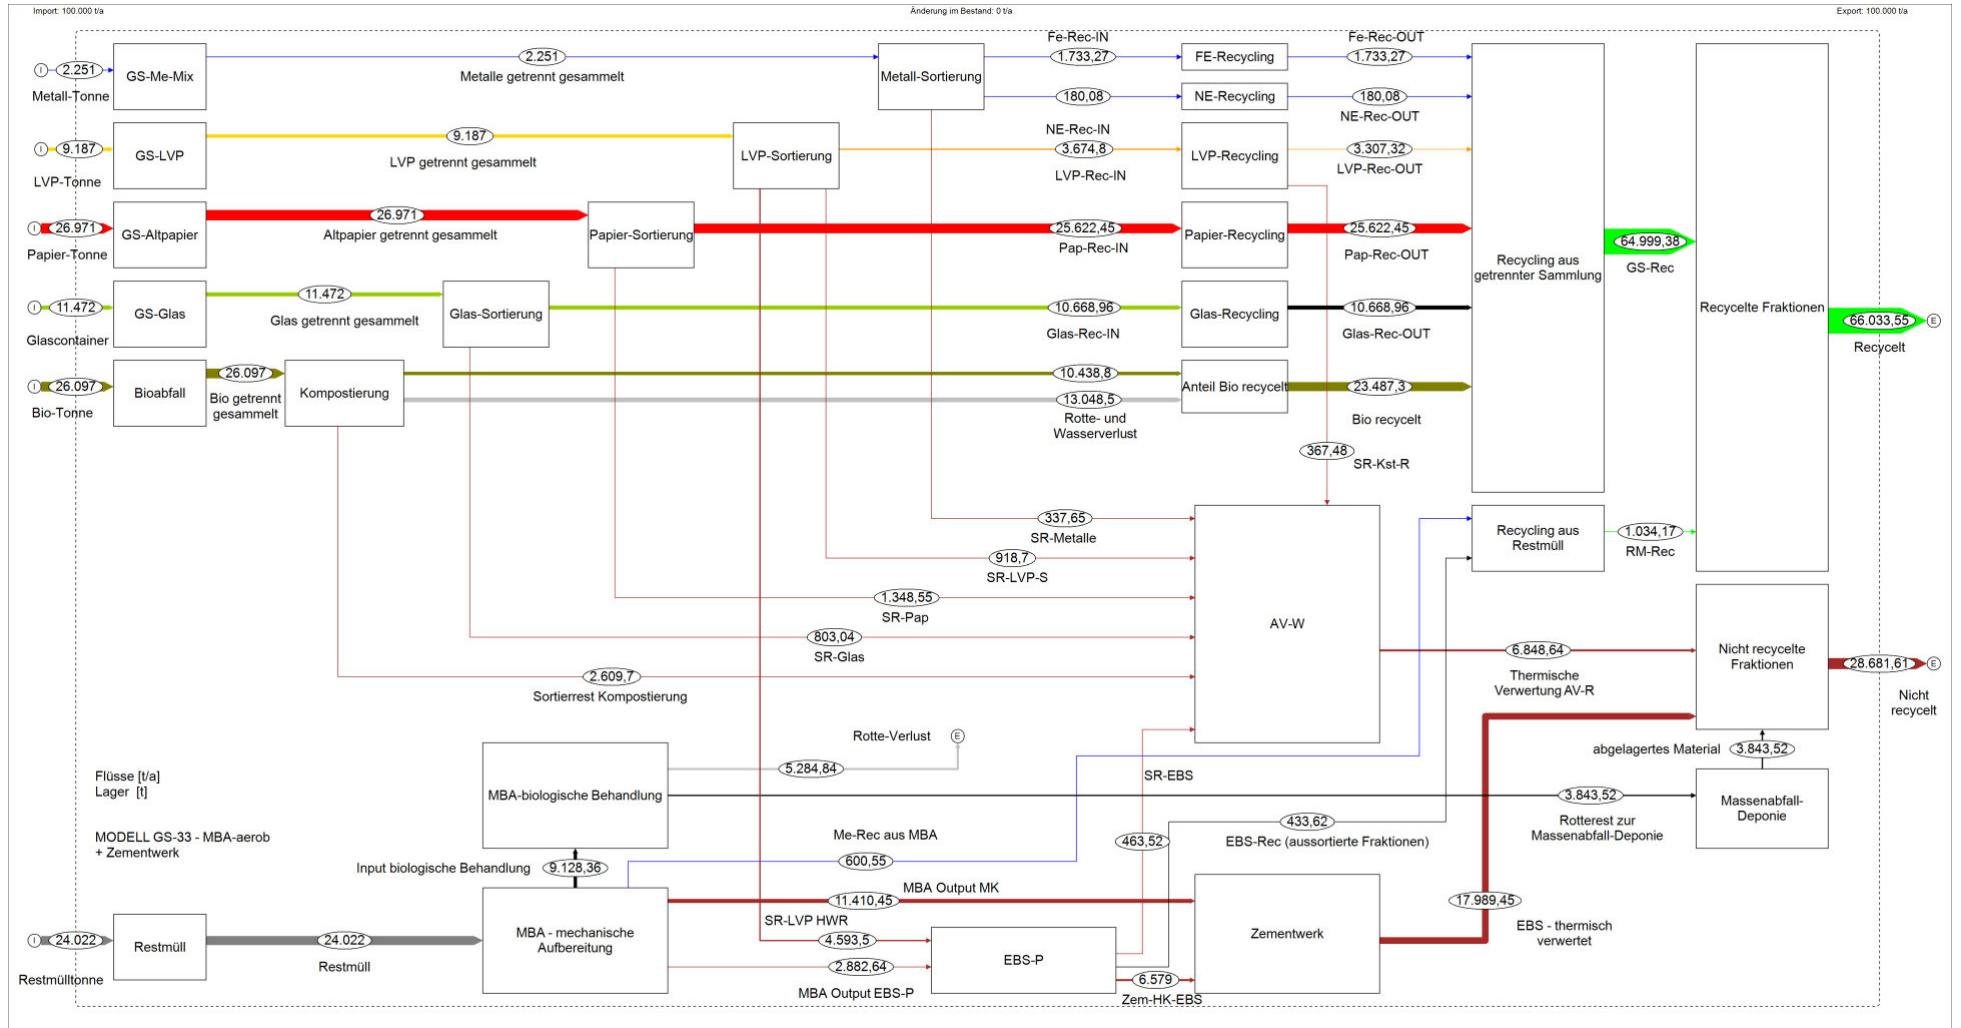 Import: 100.000 t/a
Änderung im Bestand: 0 t/a
Export: 100.000 t/a
I
2.251
Metall-Tonne
GS-Me-Mix
2.251
Metalle getrennt gesammelt
Metall-Sortierung
Fe-Rec-IN
1.733,27
FE-Recycling
Fe-Rec-OUT
1.733,27
180,08
NE-Rec-IN
NE-Recycling
180,08
NE-Rec-OUT
I
9.187
LVP-Tonne
GS-LVP
9.187
LVP getrennt gesammelt
LVP-Sortierung
3.674,8
LVP-Rec-IN
LVP-Recycling
3.307,32
LVP-Rec-OUT
I
26.971
Papier-Tonne
GS-Altpapier
26.971
Altpapier getrennt gesammelt
Papier-Sortierung
25.622,45
Pap-Rec-IN
Papier-Recycling
25.622,45
Pap-Rec-OUT
Recycling aus
getrennter Sammlung
64.999,38
GS-Rec
I
11.472
Glascontainer
GS-Glas
11.472
Glas getrennt gesammelt
Glas-Sortierung
10.668,96
Glas-Rec-IN
Glas-Recycling
10.668,96
Glas-Rec-OUT
Recycelte Fraktionen
66.033,55
E
Recycelt
I
26.097
Bio-Tonne
Bioabfall
26.097
Bio getrennt
gesammelt
Kompostierung
10.438,8
13.048,5
Rotte- und
Wasserverlust
Anteil Bio recycelt
23.487,3
Bio recycelt
367,48
SR-Kst-R
337,65
SR-Metalle
918,7
SR-LVP-S
1.348,55
SR-Pap
803,04
SR-Glas
2.609,7
Sortierrest Kompostierung
AV-W
Recycling aus
Restmüll
1.034,17
RM-Rec
6.848,64
Thermische
Verwertung AV-R
Nicht recycelte
Fraktionen
28.681,61
E
Nicht
recycelt
Rotte-Verlust
E
5.284,84
MBA-biologische Behandlung
SR-EBS
abgelagertes Material
3.843,52
3.843,52
Rotterest zur
Massenabfall-Deponie
Massenabfall-
Deponie
Flüsse [t/a]
Lager [t]
MODELL GS-33 - MBA-aerob
+ Zementwerk
Me-Rec aus MBA
600,55
463,52
433,62
EBS-Rec (aussortierte Fraktionen)
Input biologische Behandlung
9.128,36
MBA Output MK
11.410,45
17.989,45
EBS - thermisch
verwertet
I
24.022
Restmülltonne
Restmüll
24.022
Restmüll
MBA - mechanische
Aufbereitung
SR-LVP HWR
4.593,5
2.882,64
MBA Output EBS-P
EBS-P
6.579
Zem-HK-EBS
Zementwerk